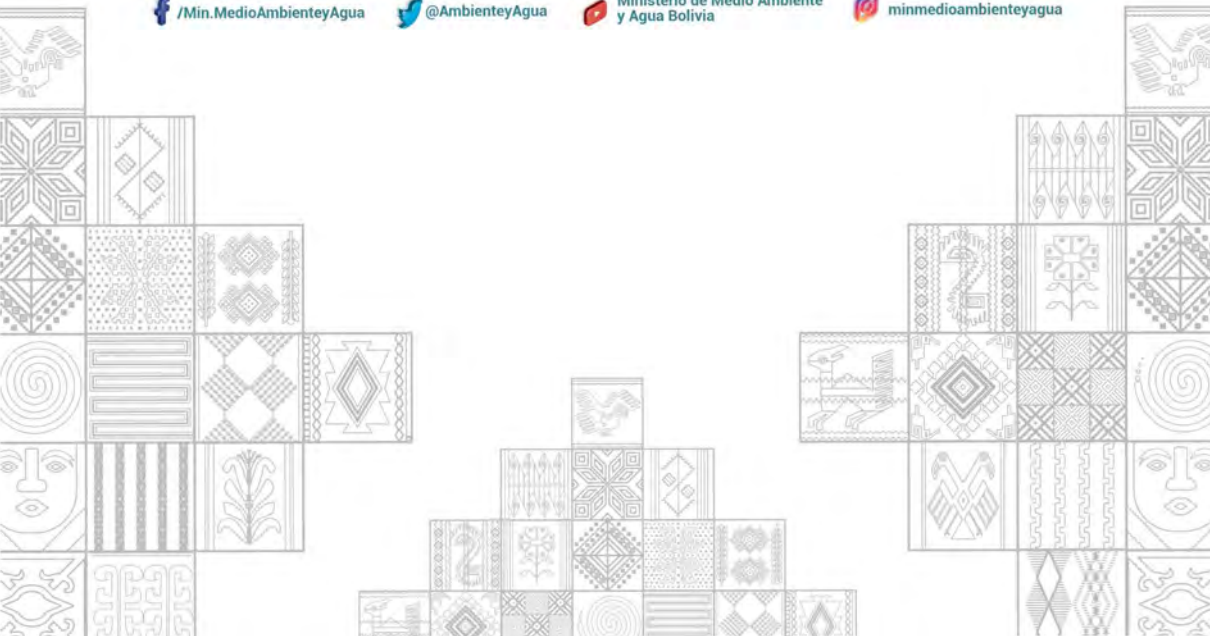 /Min.MedioAmbienteyAgua
@AmbienteyAgua
Ministerio de Medio Ambiente
y Agua Bolivia
minmedioambienteyagua